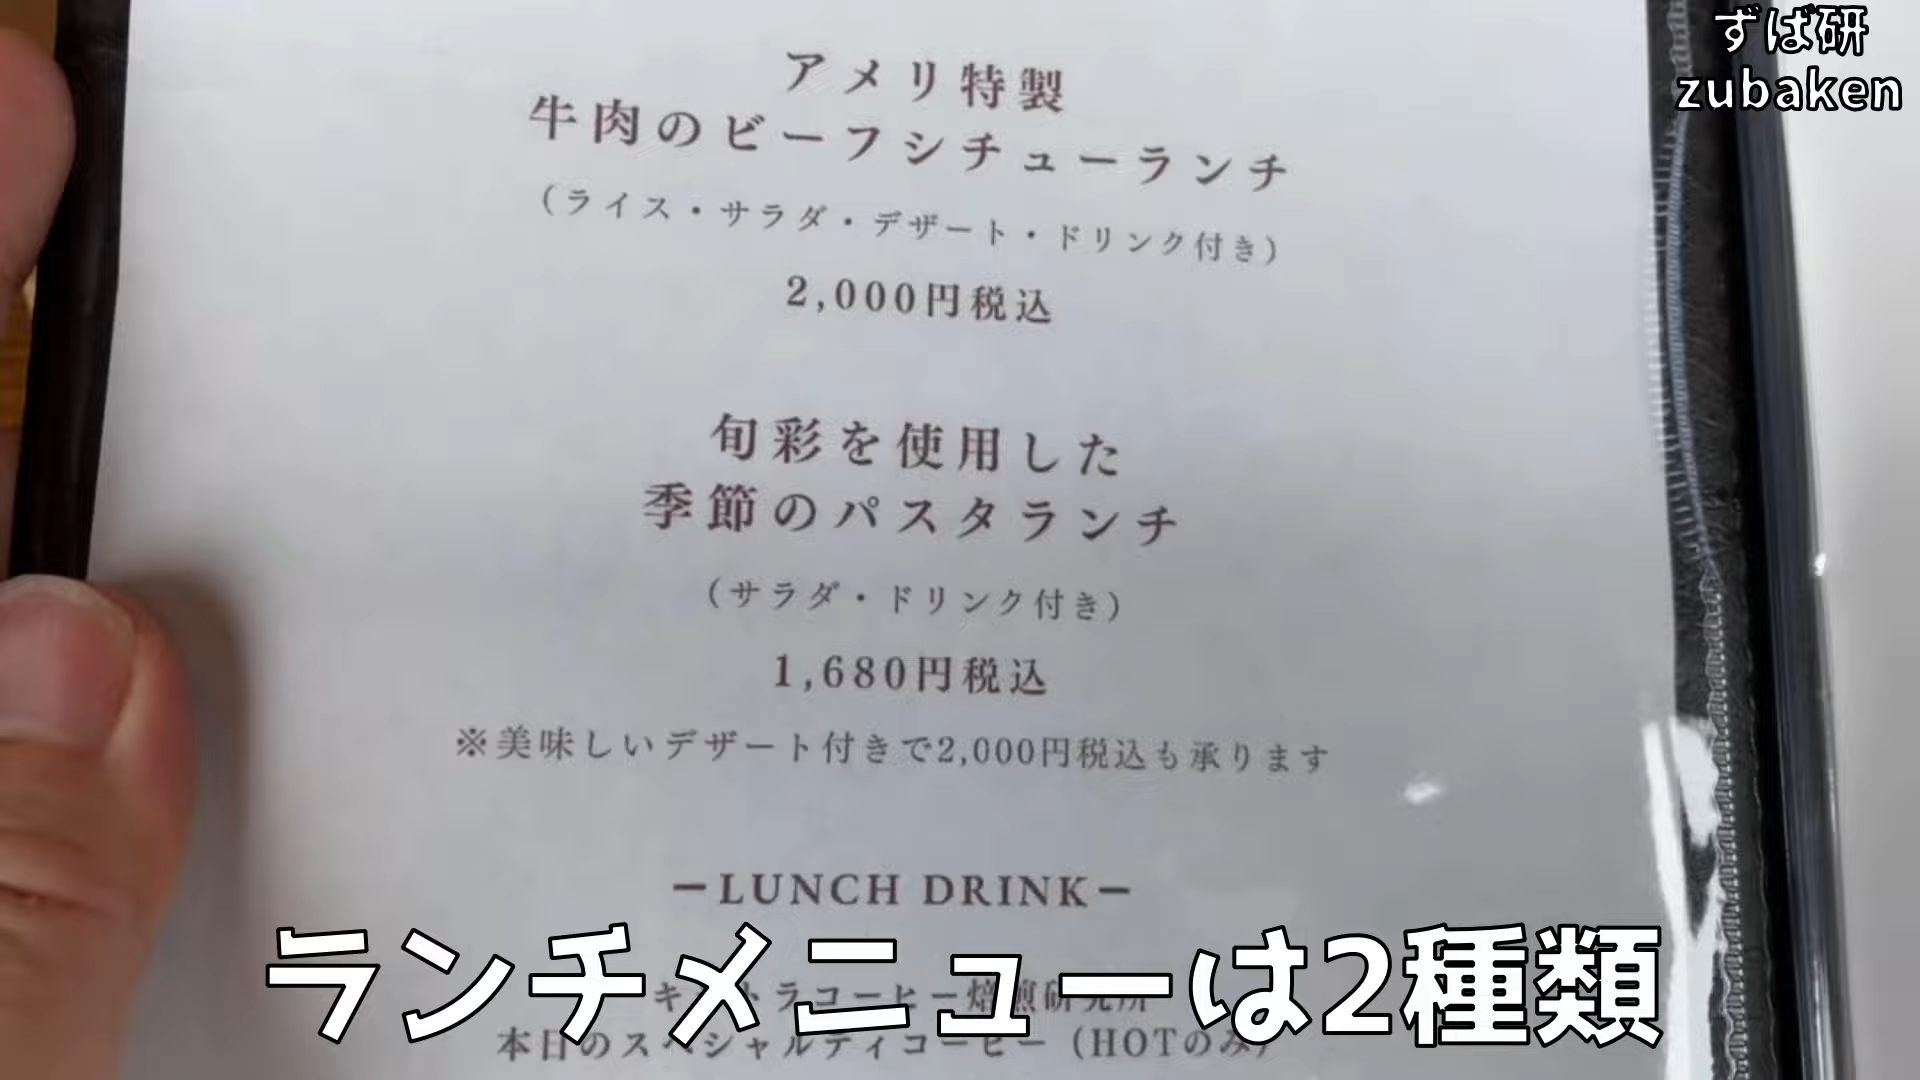 ずば研
zubaken
アメリ特製
牛肉のビーフシチューランチ
(ライス・サラダ・デザート・ドリンク付き)
2,000円税込
旬彩を使用した
季節のパスタランチ
(サラダ・ドリンク付き)
1,680円税込
※美味しいデザート付きで2,000円税込も承ります
ーLUNCH DRINKー
ランチメニューは2種類
本日のスペシャルティコーヒー(HOTのみ)